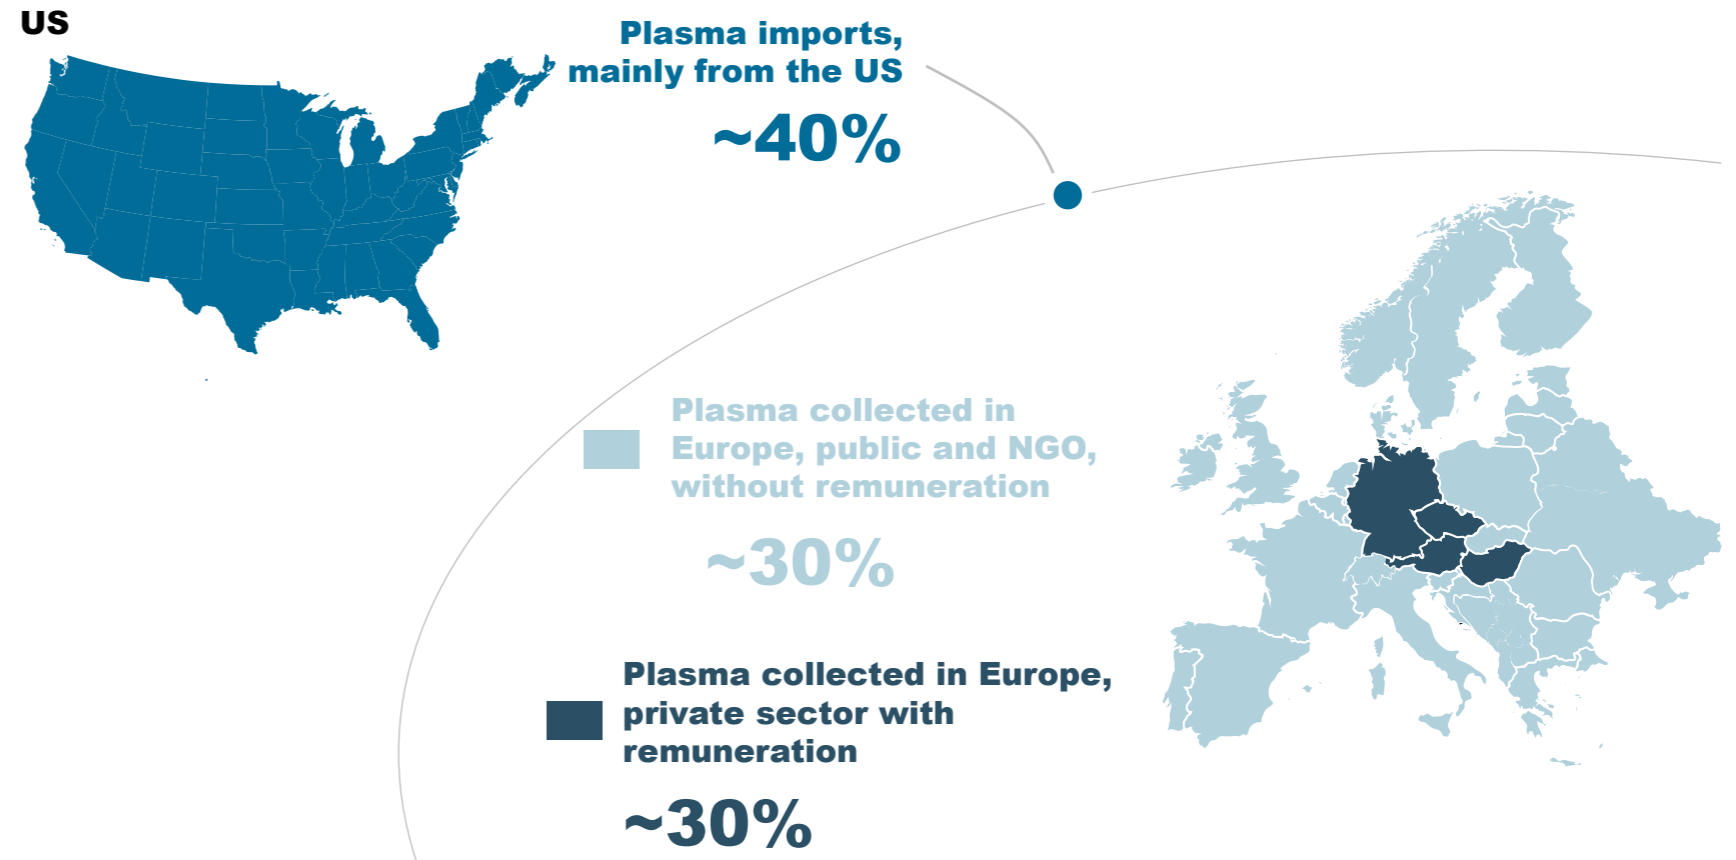 US
Plasma imports,
mainly from the US
~40%
Plasma collected in
Europe, public and NGO,
without remuneration
~30%
Plasma collected in Europe,
private sector with
remuneration
~30%